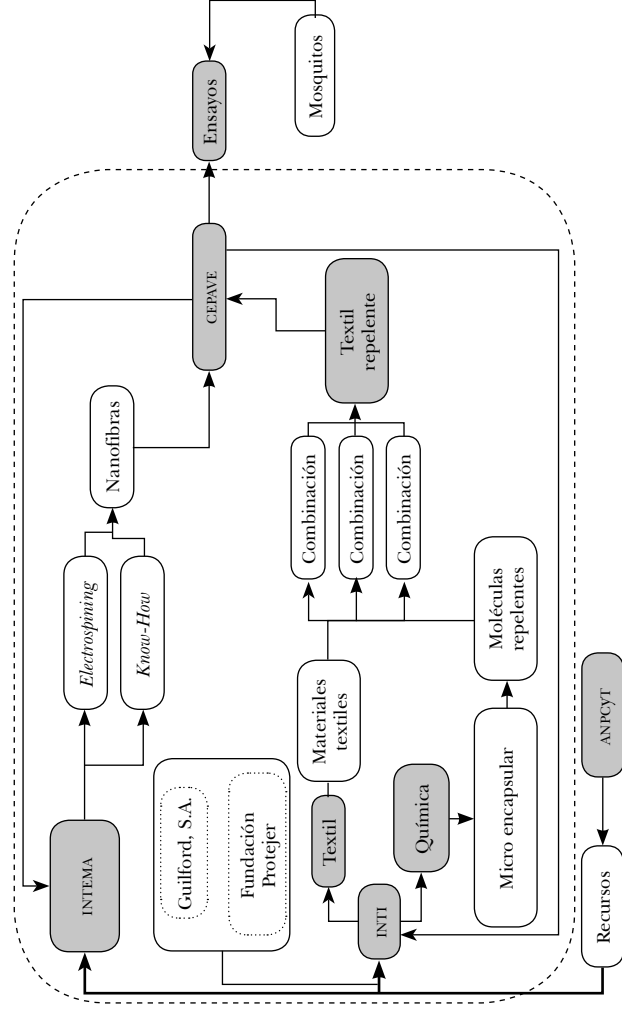 INTEMA
Electrospining
Know-How
Nanofibras
Guilford, S.A.
Fundación
Protejer
INTI
Textil
Química
Materiales
textiles
Micro encapsular
Moléculas
repelentes
Combinación
Combinación
Combinación
Textil
repelente
CEPAVE
Ensayos
Mosquitos
Recursos
ANPCyT